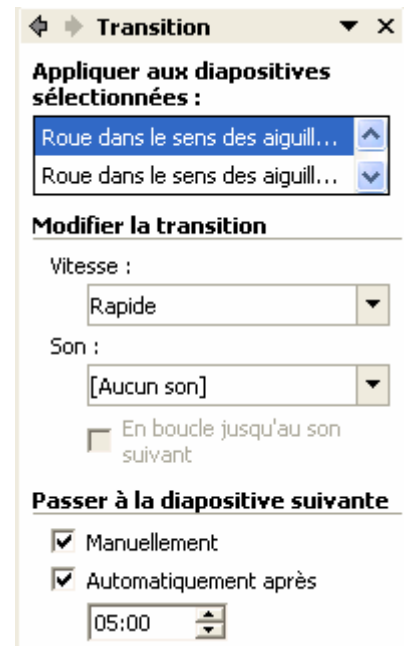 Transition
Appliquer aux diapositives
sélectionnées :
Roue dans le sens des aiguill...
Roue dans le sens des aiguill...
Modifier la transition
Vitesse :
Rapide
Son :
[Aucun son]
En boucle jusqu'au son
suivant
Passer à la diapositive suivante
Manuellement
Automatiquement après
05:00